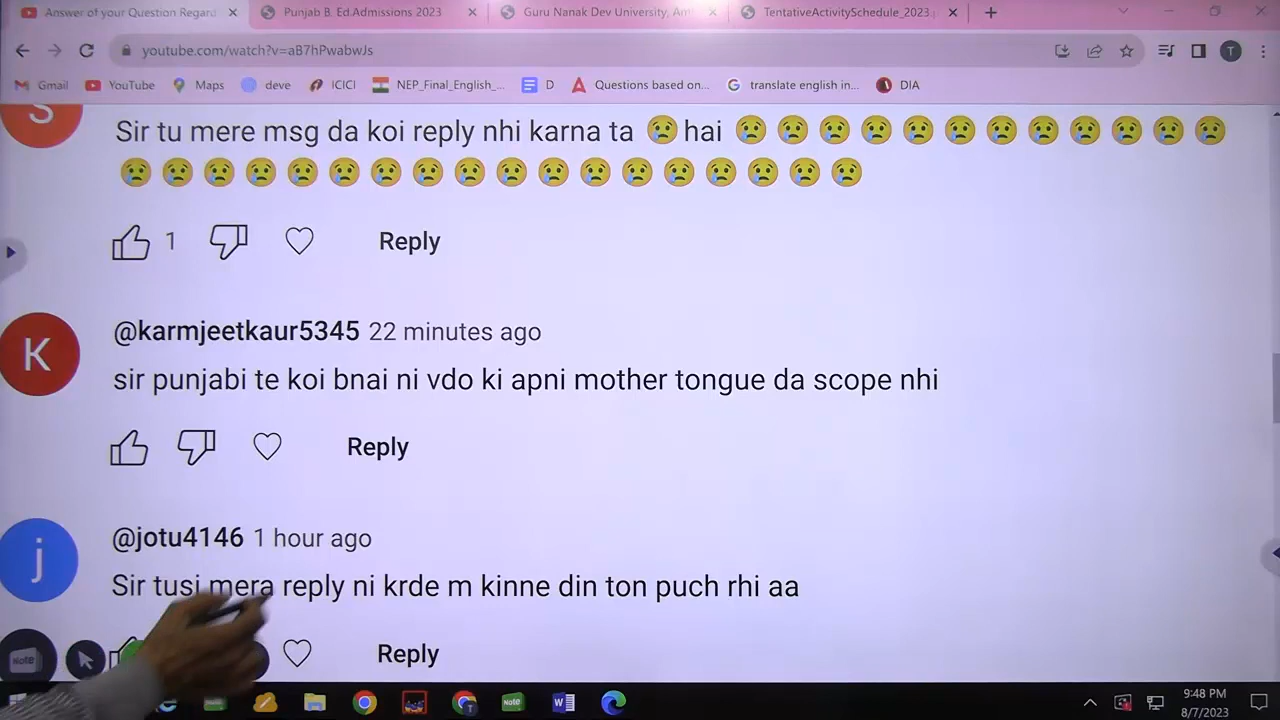 Answer of your Question Regard
Punjab B. Ed.Admissions 2023
Guru Nanak Dev University, Am
TentativeActivitySchedule_2023.
youtube.com/watch?v=aB7hPwabwJs
T
Gmail
YouTube
Maps
deve
ICICI
NEP_Final_English_...
D
Questions based on...
translate english in...
DIA
S
Sir tu mere msg da koi reply nhi karna ta 😢 hai 😢 😢 😢 😢 😢 😢 😢 😢 😢 😢 😢 😢
😢 😢 😢 😢 😢 😢 😢 😢 😢 😢 😢 😢 😢 😢 😢 😢 😢 😢
1 Reply
K
@karmjeetkaur5345 22 minutes ago
sir punjabi te koi bnai ni vdo ki apni mother tongue da scope nhi
Reply
j
@jotu4146 1 hour ago
Sir tusi mera reply ni krde m kinne din ton puch rhi aa
Note
Reply
Note
W
9:48 PM
8/7/2023